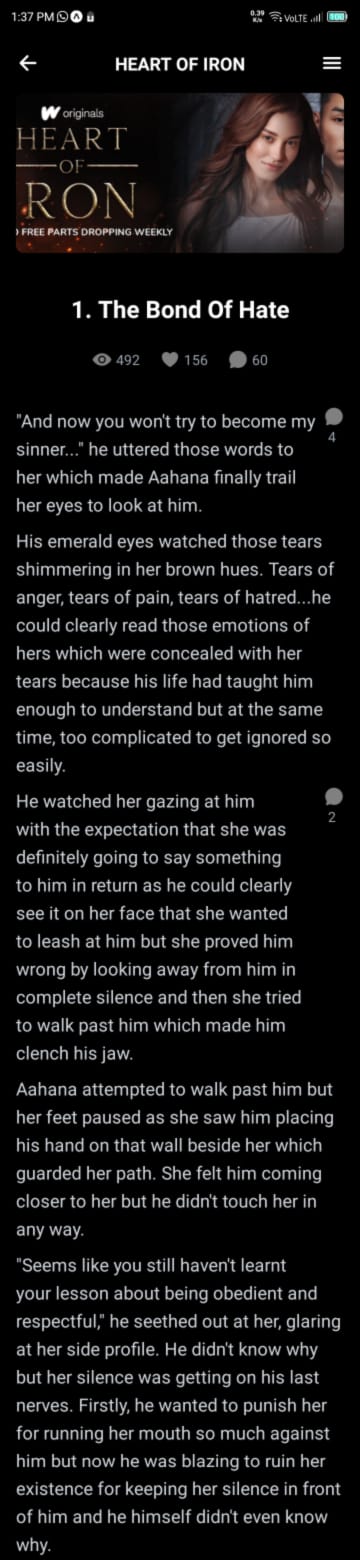 1:37 PM
0.39
K/s
VoLTE
100
HEART OF IRON
originals
HEART
OF
RON
FREE PARTS DROPPING WEEKLY
1. The Bond Of Hate
492 156 60
"And now you won't try to become my
4
sinner..." he uttered those words to
her which made Aahana finally trail
her eyes to look at him.
His emerald eyes watched those tears
shimmering in her brown hues. Tears of
anger, tears of pain, tears of hatred...he
could clearly read those emotions of
hers which were concealed with her
tears because his life had taught him
enough to understand but at the same
time, too complicated to get ignored so
easily.
He watched her gazing at him
2
with the expectation that she was
definitely going to say something
to him in return as he could clearly
see it on her face that she wanted
to leash at him but she proved him
wrong by looking away from him in
complete silence and then she tried
to walk past him which made him
clench his jaw.
Aahana attempted to walk past him but
her feet paused as she saw him placing
his hand on that wall beside her which
guarded her path. She felt him coming
closer to her but he didn't touch her in
any way.
"Seems like you still haven't learnt
your lesson about being obedient and
respectful," he seethed out at her, glaring
at her side profile. He didn't know why
but her silence was getting on his last
nerves. Firstly, he wanted to punish her
for running her mouth so much against
him but now he was blazing to ruin her
existence for keeping her silence in front
of him and he himself didn't even know
why.